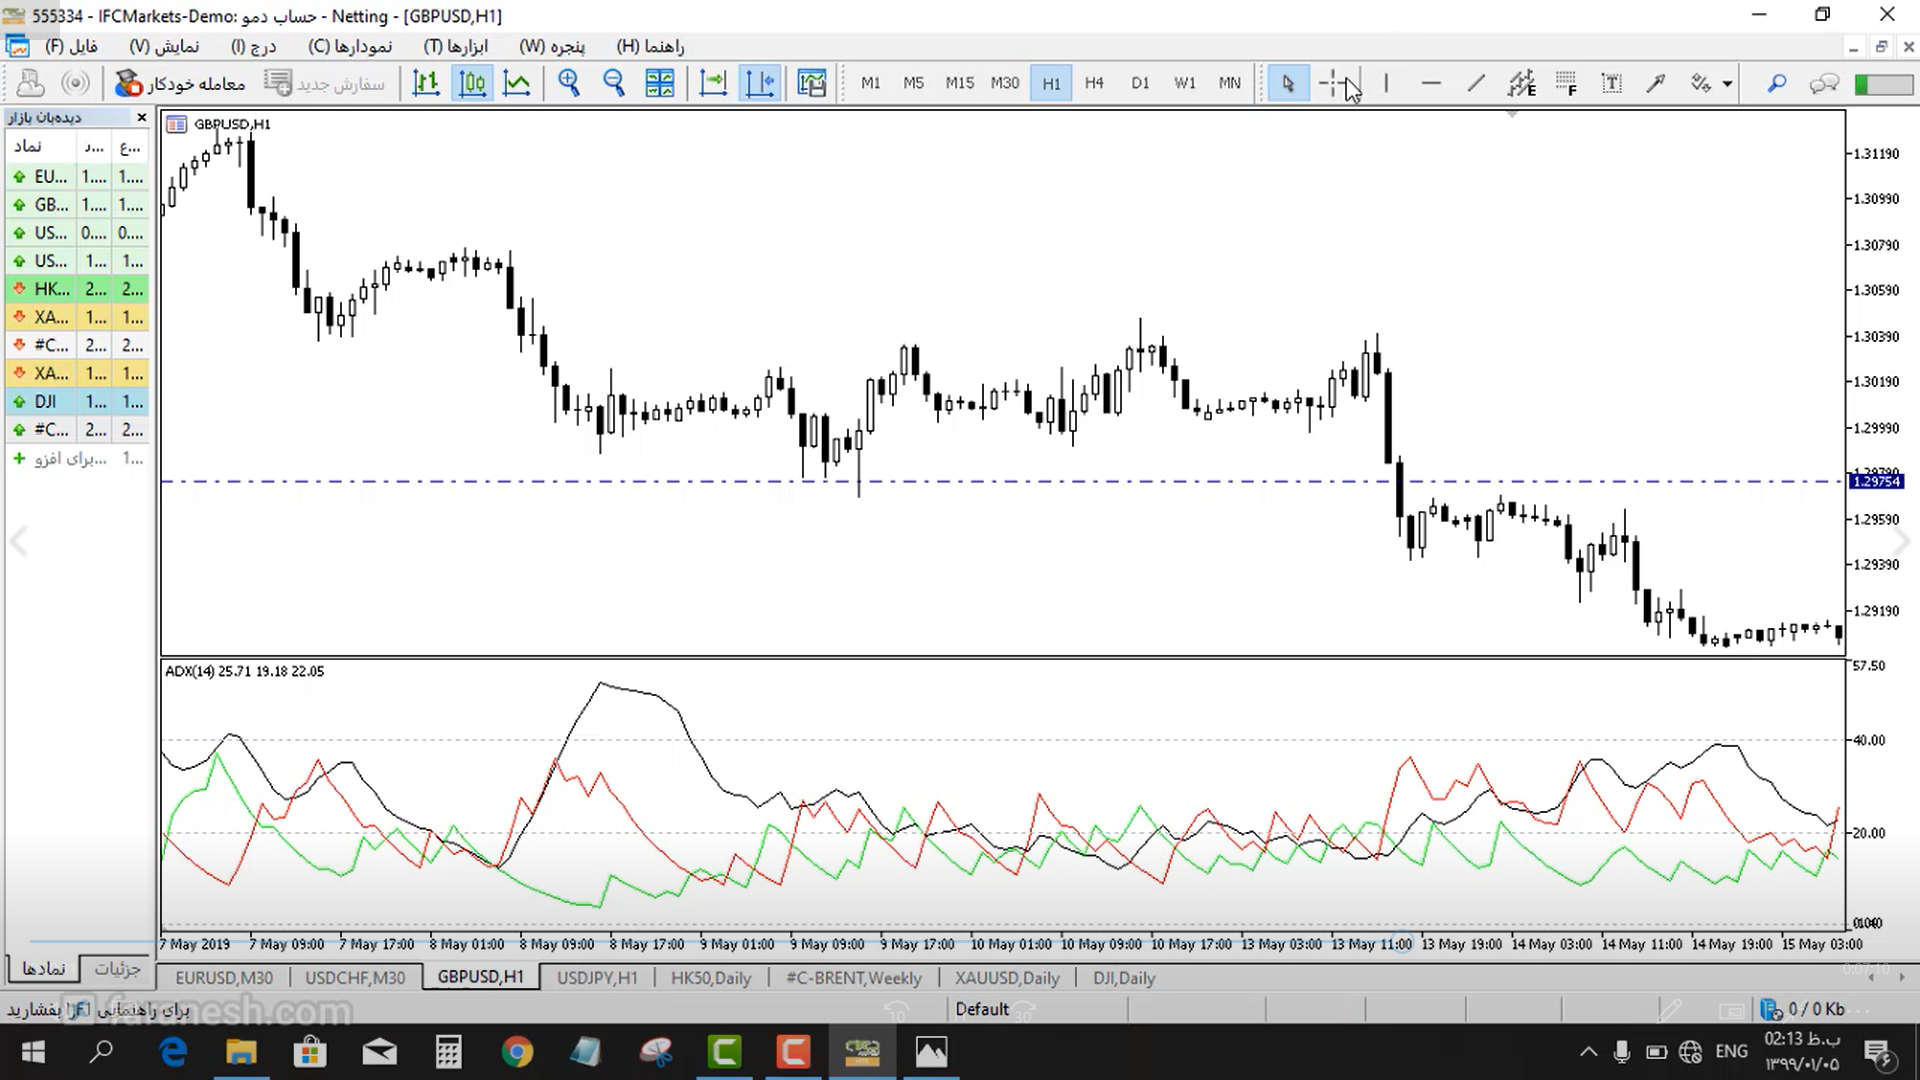 555334 - IFCMarkets-Demo: حساب دمو - Netting - [GBPUSD,H1]
فایل (F) نمایش (V) درج (I) نمودارها (C) ابزارها (T) پنجره (W) راهنما (H)
معامله خودکار سفارش جدید M1 M5 M15 M30 H1 H4 D1 W1 MN
دیده‌بان بازار
نماد د... ع...
EU... 1.... 1....
GB... 1.... 1....
US... 0.... 0....
US... 1... 1...
HK... 2... 2...
XA... 1... 1...
#C... 2... 2...
XA... 1... 1...
DJI 1... 1...
#C... 2... 2...
برای افزو... 1...
نمادها جزئیات
GBPUSD,H1
1.31190
1.30990
1.30790
1.30590
1.30390
1.30190
1.29990
1.29790
1.29754
1.29590
1.29390
1.29190
ADX(14) 25.71 19.18 22.05
57.50
40.00
20.00
7 May 2019 7 May 09:00 7 May 17:00 8 May 01:00 8 May 09:00 8 May 17:00 9 May 01:00 9 May 09:00 9 May 17:00 10 May 01:00 10 May 09:00 10 May 17:00 13 May 03:00 13 May 11:00 13 May 19:00 14 May 03:00 14 May 11:00 14 May 19:00 15 May 03:00
0:07:10
EURUSD,M30 USDCHF,M30 GBPUSD,H1 USDJPY,H1 HK50,Daily #C-BRENT,Weekly XAUUSD,Daily DJI,Daily
برای راهنمایی F1 را بفشارید
faranesh.com
10 30
Default
0 / 0 Kb
ENG
02:13 ب.ظ
۱۳۹۹/۰۱/۰۵
۶